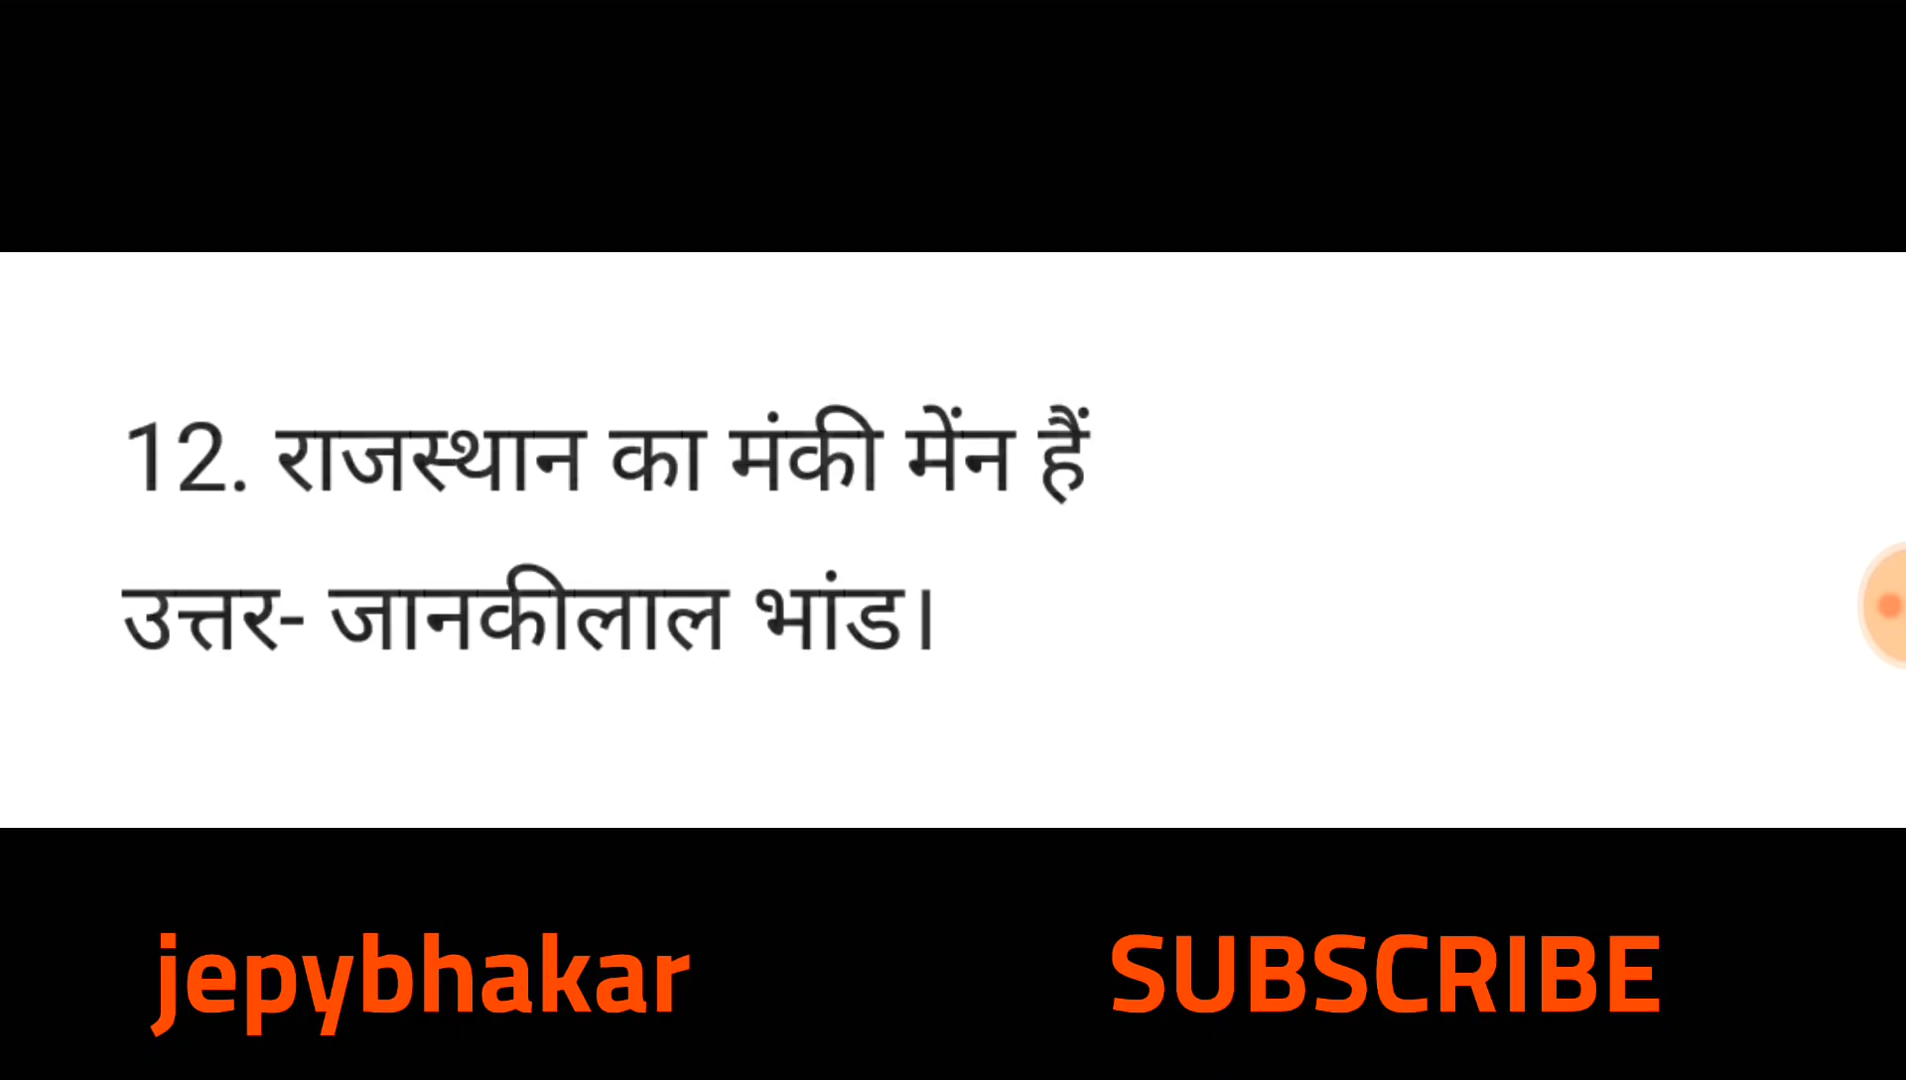 12. राजस्थान का मंकी मेंन हैं
उत्तर- जानकीलाल भांड।
jepybhakar
SUBSCRIBE